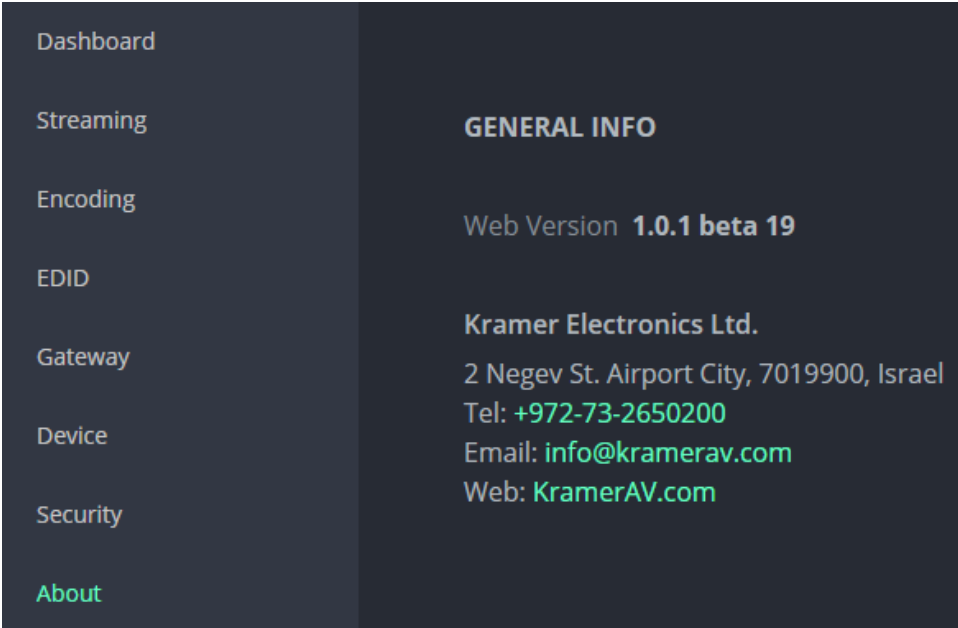 Dashboard
Streaming
Encoding
EDID
Gateway
Device
Security
About
GENERAL INFO
Web Version 1.0.1 beta 19
Kramer Electronics Ltd.
2 Negev St. Airport City, 7019900, Israel
Tel: +972-73-2650200
Email: info@kramerav.com
Web: KramerAV.com